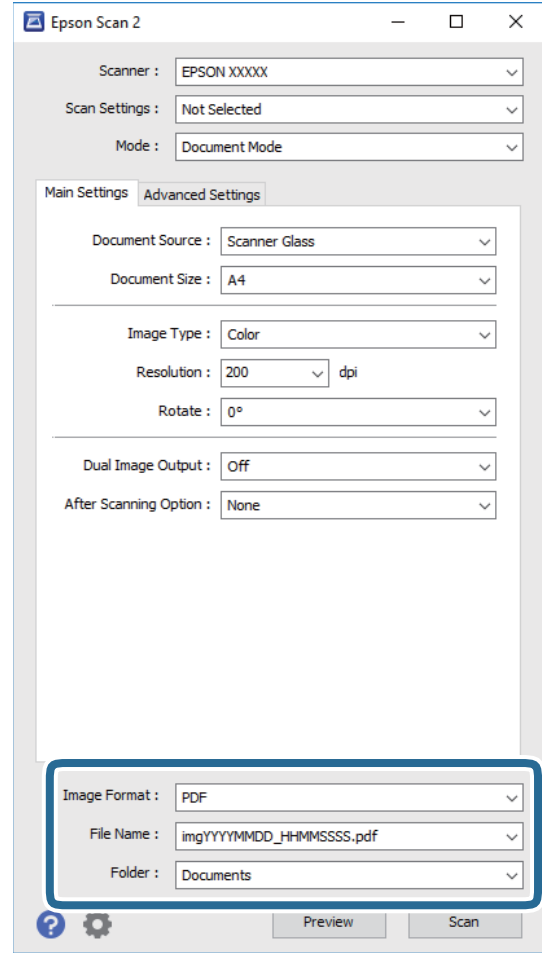 Epson Scan 2
Scanner : EPSON XXXXX
Scan Settings : Not Selected
Mode : Document Mode
Main Settings Advanced Settings
Document Source : Scanner Glass
Document Size : A4
Image Type : Color
Resolution : 200 dpi
Rotate : 0°
Dual Image Output : Off
After Scanning Option : None
Image Format : PDF
File Name : imgYYYYMMDD_HHMMSSSS.pdf
Folder : Documents
? Preview Scan